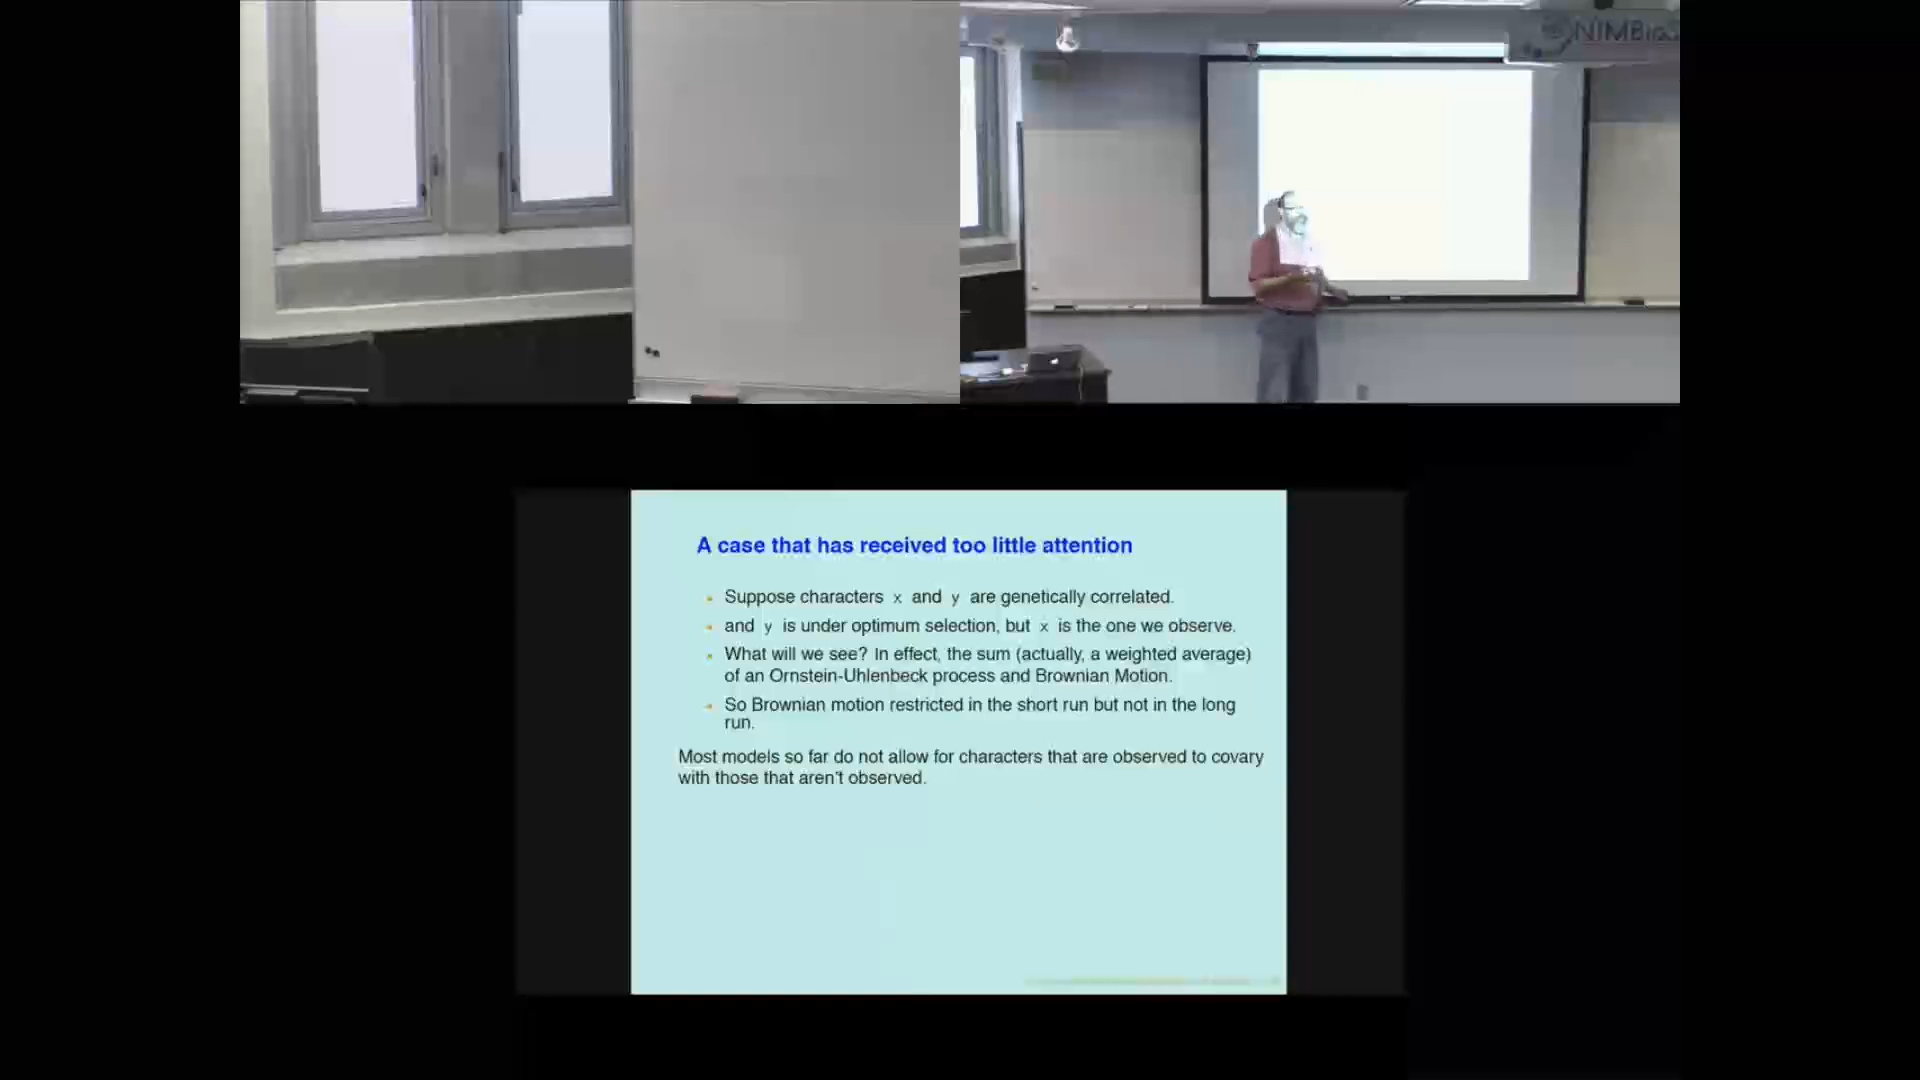 NIMBioS
A case that has received too little attention
Suppose characters x and y are genetically correlated.
and y is under optimum selection, but x is the one we observe.
What will we see? In effect, the sum (actually, a weighted average)
of an Ornstein-Uhlenbeck process and Brownian Motion.
So Brownian motion restricted in the short run but not in the long
run.
Most models so far do not allow for characters that are observed to covary
with those that aren't observed.